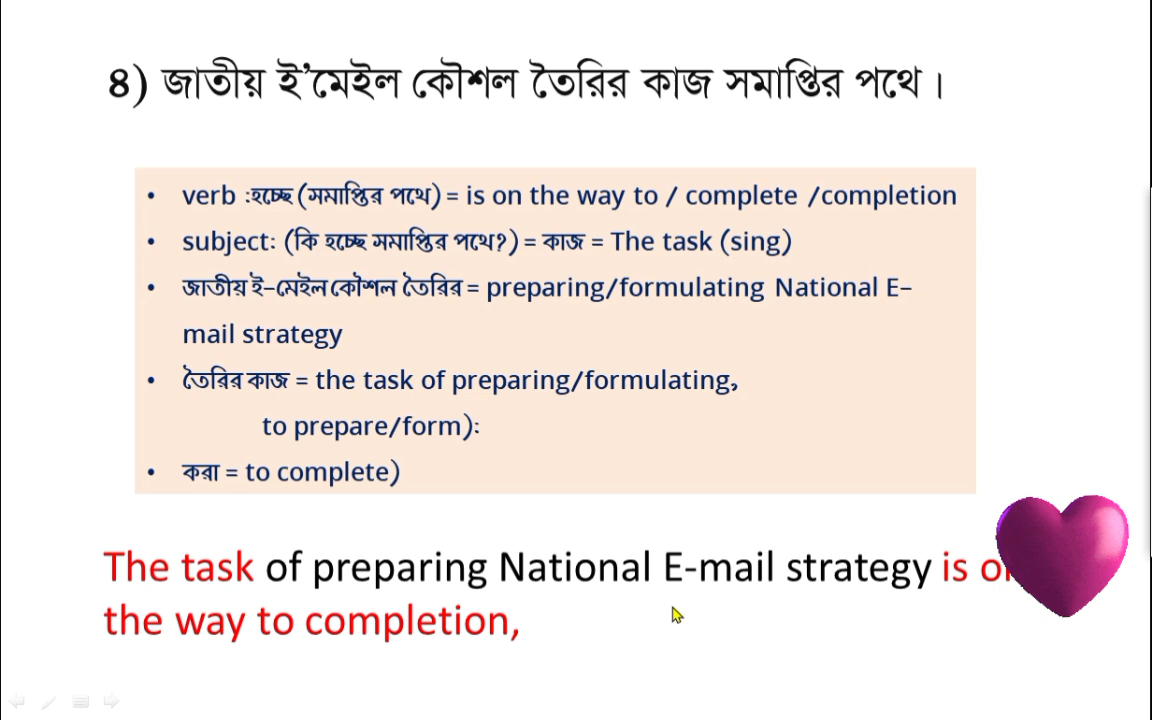 ৪) জাতীয় ই’মেইল কৌশল তৈরির কাজ সমাপ্তির পথে।
• verb :হচ্ছে (সমাপ্তির পথে) = is on the way to / complete /completion
• subject: (কি হচ্ছে সমাপ্তির পথে?) = কাজ = The task (sing)
• জাতীয় ই-মেইল কৌশল তৈরির = preparing/formulating National E-
mail strategy
• তৈরির কাজ = the task of preparing/formulating,
to prepare/form):
• করা = to complete)
The task of preparing National E-mail strategy is
the way to completion,